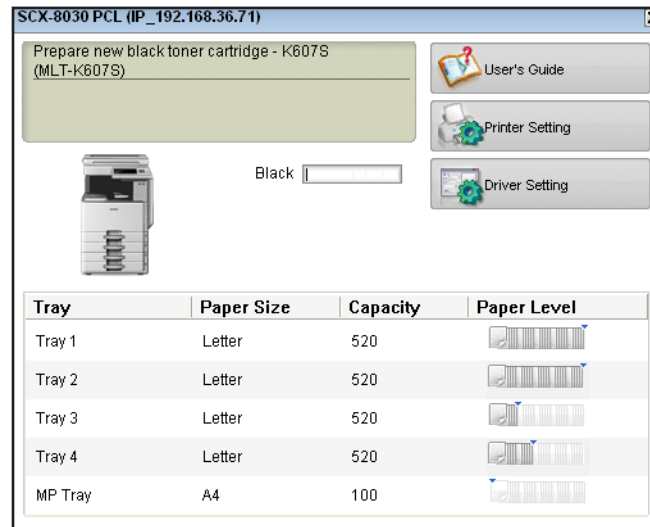 SCX-8030 PCL (IP_192.168.36.71)
Prepare new black toner cartridge - K607S
(MLT-K607S)
User's Guide
Printer Setting
Black
Driver Setting
Tray Paper Size Capacity Paper Level
Tray 1 Letter 520
Tray 2 Letter 520
Tray 3 Letter 520
Tray 4 Letter 520
MP Tray A4 100